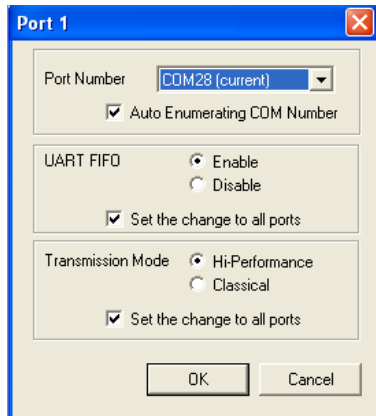 Port 1
Port Number COM28 (current)
Auto Enumerating COM Number
UART FIFO Enable
Disable
Set the change to all ports
Transmission Mode Hi-Performance
Classical
Set the change to all ports
OK Cancel